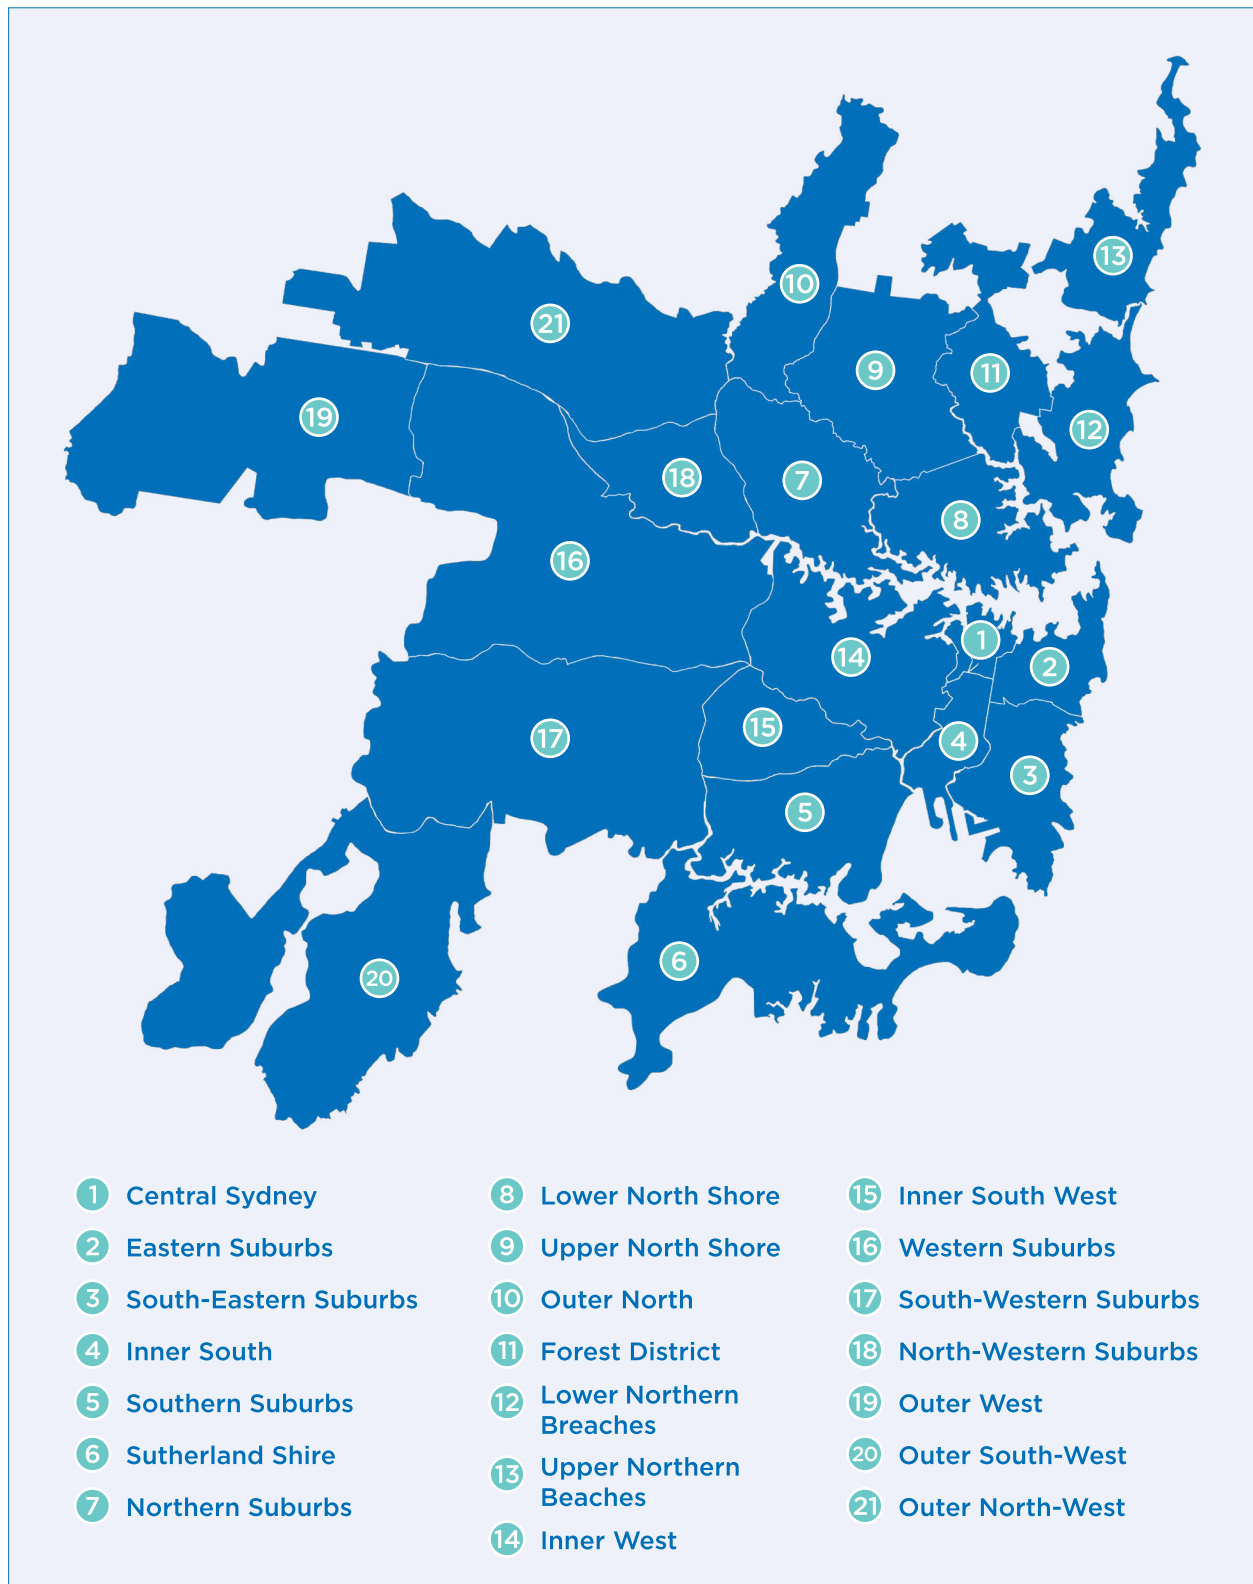 13
10
21
9
11
19
12
18
7
8
16
1
14
2
15
17
4
3
5
6
20
1 Central Sydney
2 Eastern Suburbs
3 South-Eastern Suburbs
4 Inner South
5 Southern Suburbs
6 Sutherland Shire
7 Northern Suburbs
8 Lower North Shore
9 Upper North Shore
10 Outer North
11 Forest District
12 Lower Northern
Breaches
13 Upper Northern
Beaches
14 Inner West
15 Inner South West
16 Western Suburbs
17 South-Western Suburbs
18 North-Western Suburbs
19 Outer West
20 Outer South-West
21 Outer North-West